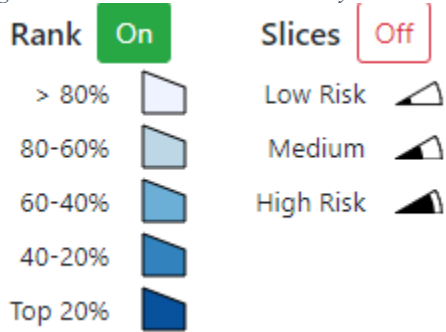 Rank On
Slices Off
> 80%
80-60%
60-40%
40-20%
Top 20%
Low Risk
Medium
High Risk